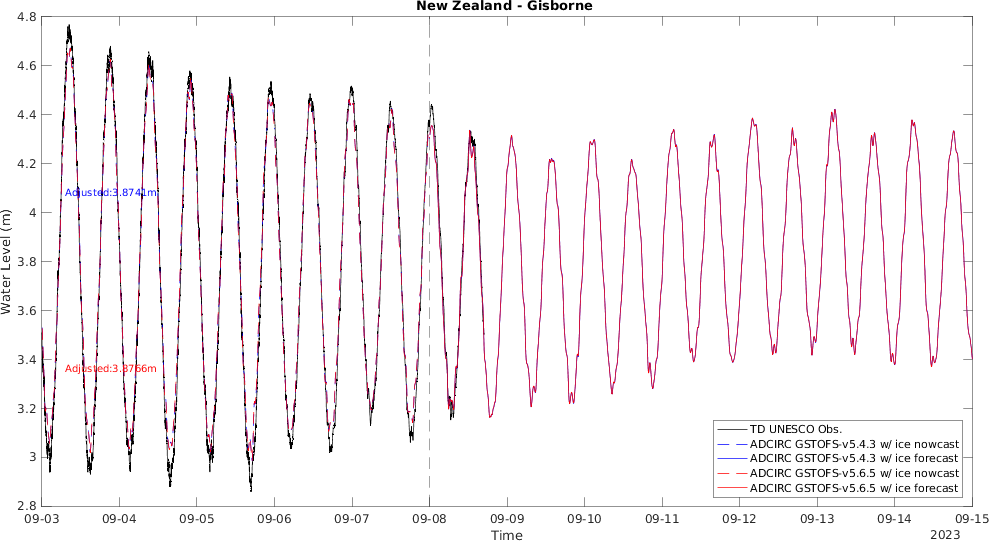 New Zealand - Gisborne
4.8
4.6
4.4
4.2
4
3.8
3.6
3.4
3.2
3
2.8
Water Level (m)
Adjusted:3.8741m
Adjusted:3.8766m
TD UNESCO Obs.
ADCIRC GSTOFS-v5.4.3 w/ ice nowcast
ADCIRC GSTOFS-v5.4.3 w/ ice forecast
ADCIRC GSTOFS-v5.6.5 w/ ice nowcast
ADCIRC GSTOFS-v5.6.5 w/ ice forecast
09-03 09-04 09-05 09-06 09-07 09-08 09-09 09-10 09-11 09-12 09-13 09-14 09-15
Time
2023